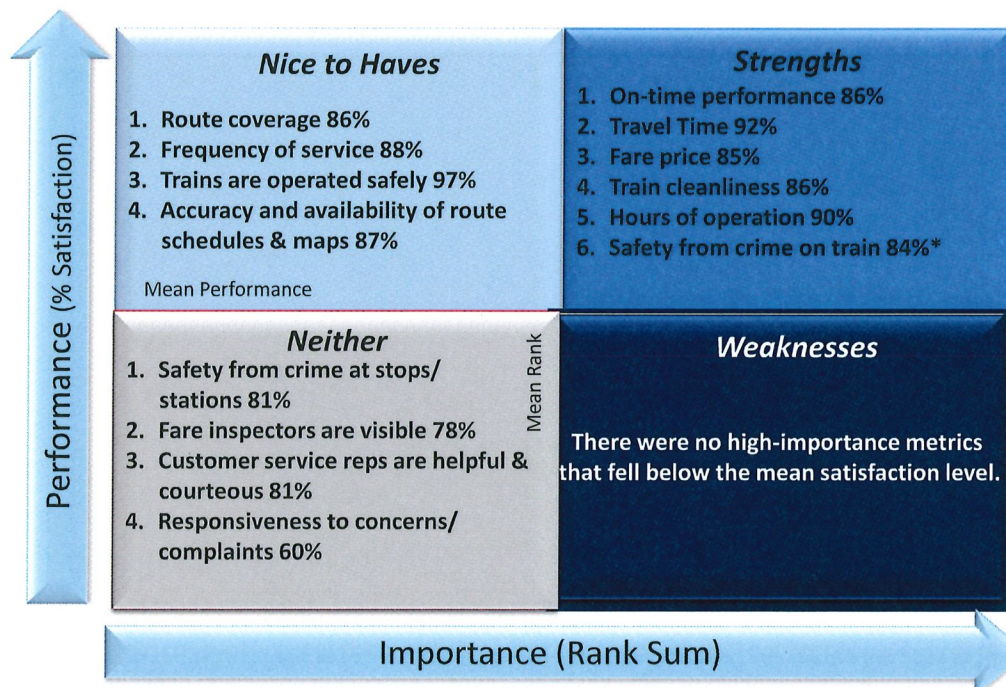 Performance (% Satisfaction)
Nice to Haves
1. Route coverage 86%
2. Frequency of service 88%
3. Trains are operated safely 97%
4. Accuracy and availability of route
schedules & maps 87%
Mean Performance
Strengths
1. On-time performance 86%
2. Travel Time 92%
3. Fare price 85%
4. Train cleanliness 86%
5. Hours of operation 90%
6. Safety from crime on train 84%*
Neither
1. Safety from crime at stops/
stations 81%
2. Fare inspectors are visible 78%
3. Customer service reps are helpful &
courteous 81%
4. Responsiveness to concerns/
complaints 60%
Mean Rank
Weaknesses
There were no high-importance metrics
that fell below the mean satisfaction level.
Importance (Rank Sum)